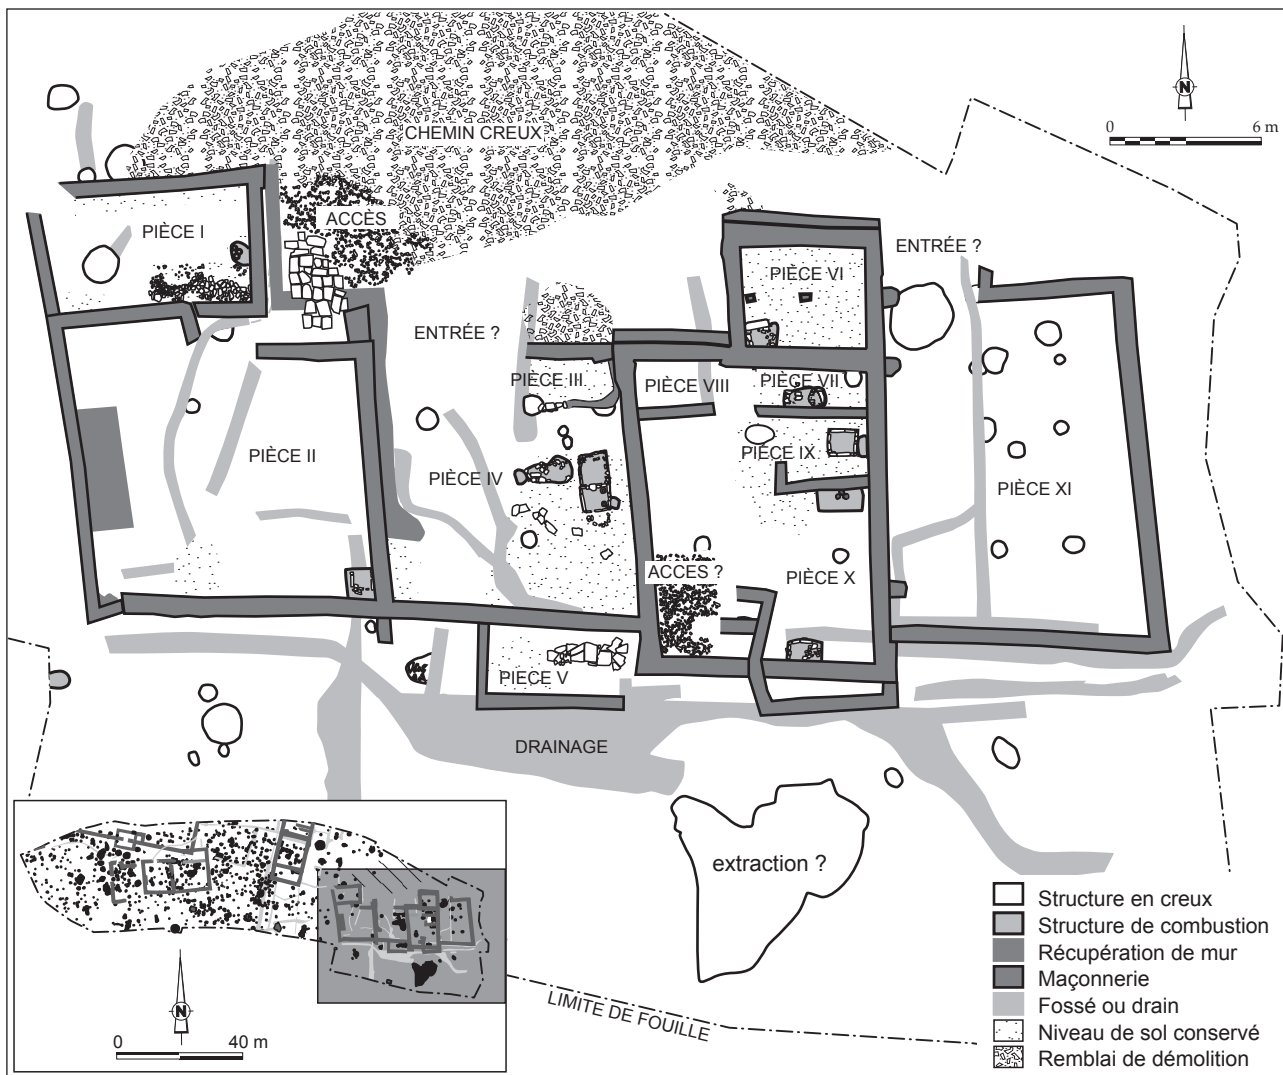 N
0 6 m
CHEMIN CREUX
ACCÈS
PIÈCE I
ENTRÉE ?
PIÈCE VI
ENTRÉE ?
PIÈCE III
PIÈCE VIII
PIÈCE VII
PIÈCE II
PIÈCE IV
PIÈCE IX
PIÈCE XI
ACCES ?
PIÈCE X
PIÈCE V
DRAINAGE
extraction ?
N
0 40 m
LIMITE DE FOUILLE
Structure en creux
Structure de combustion
Récupération de mur
Maçonnerie
Fossé ou drain
Niveau de sol conservé
Remblai de démolition